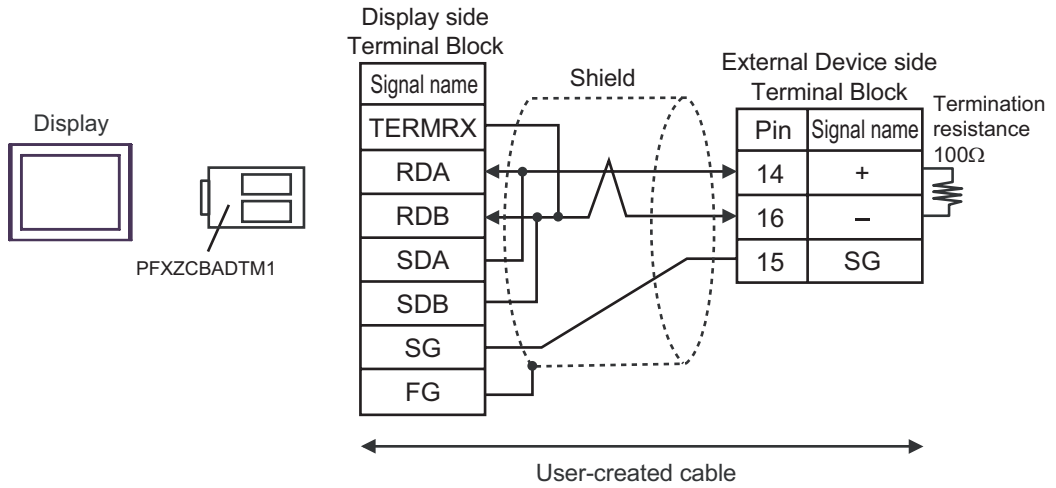 Display side
Terminal Block
Signal name
TERMRX
RDA
RDB
SDA
SDB
SG
FG
Shield
External Device side
Terminal Block
Pin Signal name
14 +
16 –
15 SG
Termination
resistance
100Ω
Display
PFXZCBADTM1
User-created cable